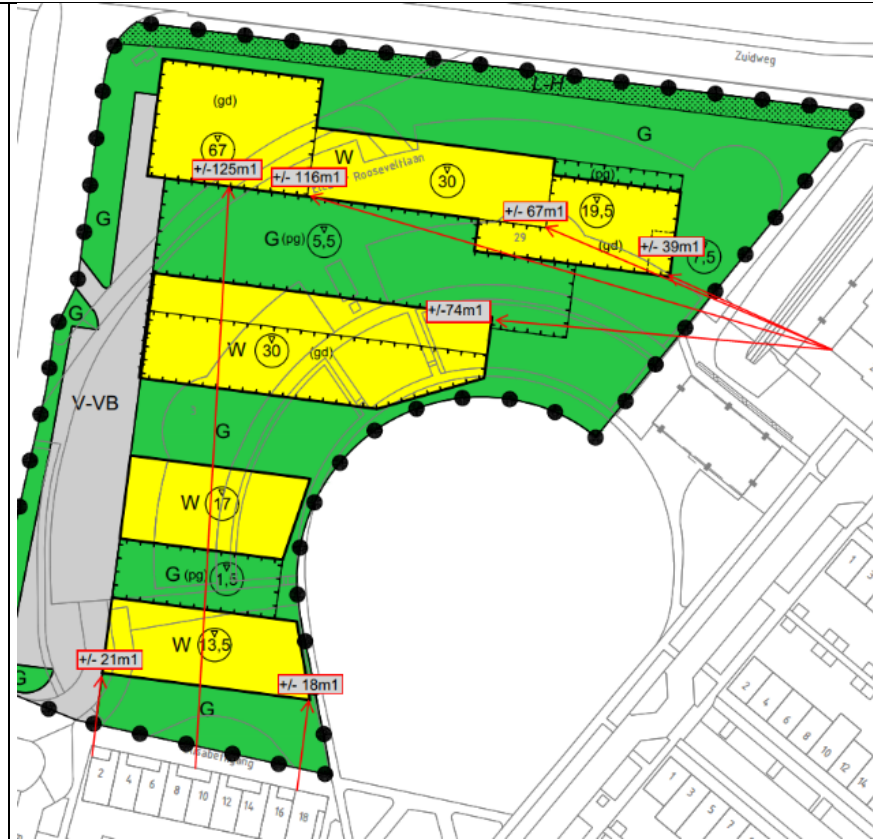 Zuidweg
L-H
G
(gd)
67
W
Rooseveltlaan
30
(pg)
19,5
+/-125m1
+/- 116m1
+/- 67m1
29
(gd)
+/- 39m1
7,5
G
G (pg) 5,5
+/-74m1
G
W 30 (gd)
V-VB
G
W 17
G (pg) 1,5
W 13,5
+/- 21m1
+/- 18m1
G
G
2
4
6
8
10
12
14
16
18
1
3
2
4
6
8
10
12
14
1
3
5
7